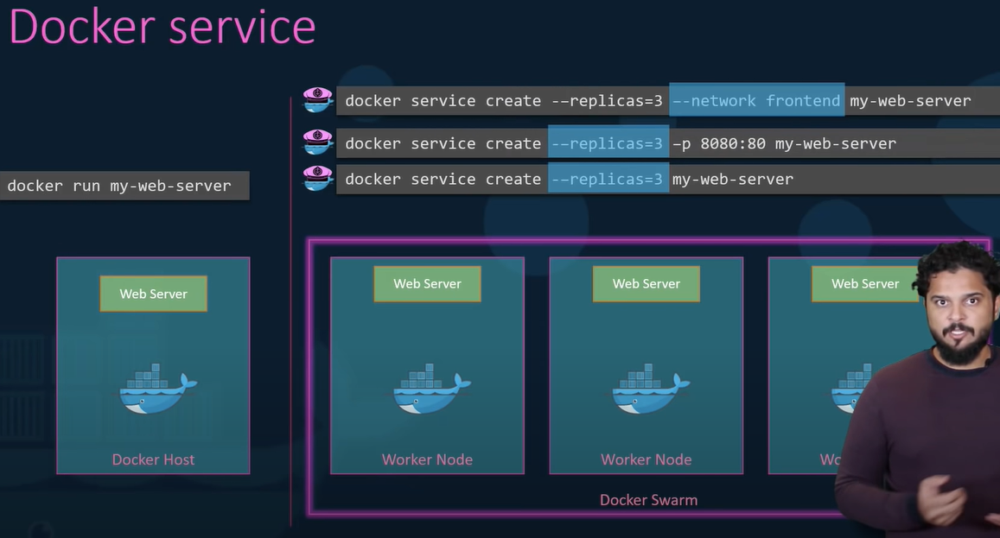 Docker service
docker service create --replicas=3 --network frontend my-web-server
docker service create --replicas=3 –p 8080:80 my-web-server
docker service create --replicas=3 my-web-server
docker run my-web-server
Web Server
Docker Host
Web Server
Web Server
Web Server
Worker Node
Worker Node
Wo
Docker Swarm